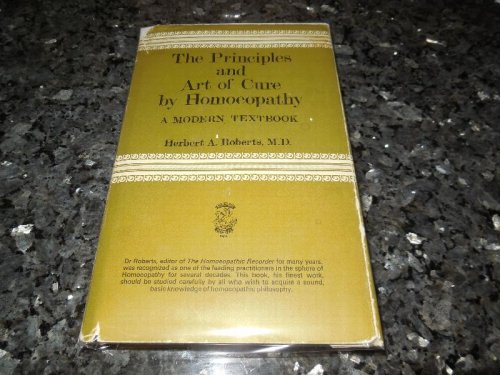 The Principles
and
Art of Cure
by Homoeopathy
A MODERN TEXTBOOK
Herbert A. Roberts, M.D.
Dr Roberts, editor of The Homoeopathic Recorder for many years,
was recognized as one of the leading practitioners in the sphere of
Homoeopathy for several decades. This book, his finest work,
should be studied carefully by all who wish to acquire a sound,
basic knowledge of homoeopathic philosophy.